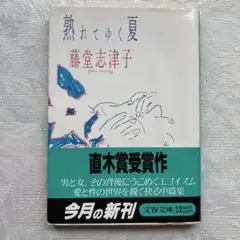 熟れてゆく夏
藤堂志津子
直木賞受賞作
男と女、その背後にうごめくエゴイズム
愛と性の世界を鋭く抉る中篇集
今月の新刊
文春文庫